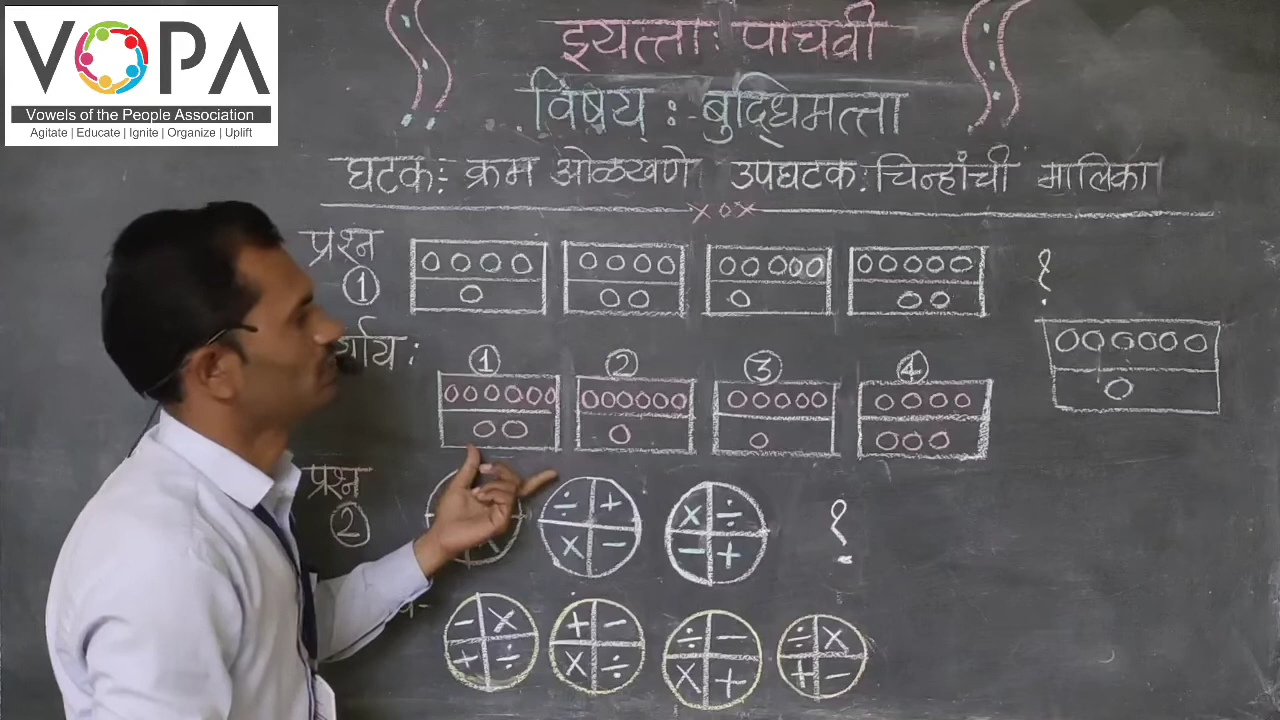 VOPA
Vowels of the People Association
Agitate | Educate | Ignite | Organize | Uplift
इयत्ता : पाचवी
विषय : बुद्धिमत्ता
घटक : क्रम ओळखणे उपघटक : चिन्हांची मालिका
x o x
प्रश्न
1
?
1 2 3 4
प्रश्न
2
÷ + × ÷
× - - + ?
- × + - ÷ - ÷ ×
+ ÷ × ÷ × + + -